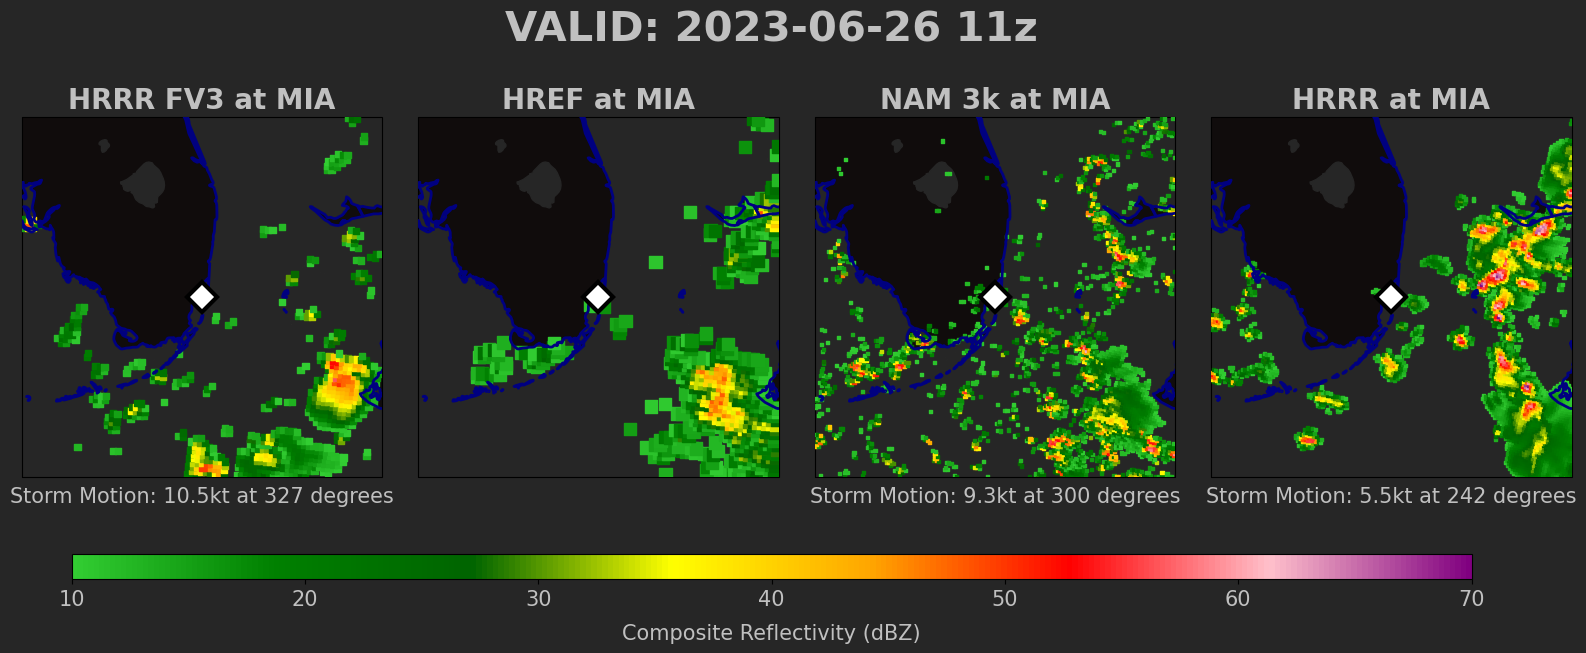 VALID: 2023-06-26 11z
HRRR FV3 at MIA
HREF at MIA
NAM 3k at MIA
HRRR at MIA
Storm Motion: 10.5kt at 327 degrees
Storm Motion: 9.3kt at 300 degrees
Storm Motion: 5.5kt at 242 degrees
10 20 30 40 50 60 70
Composite Reflectivity (dBZ)